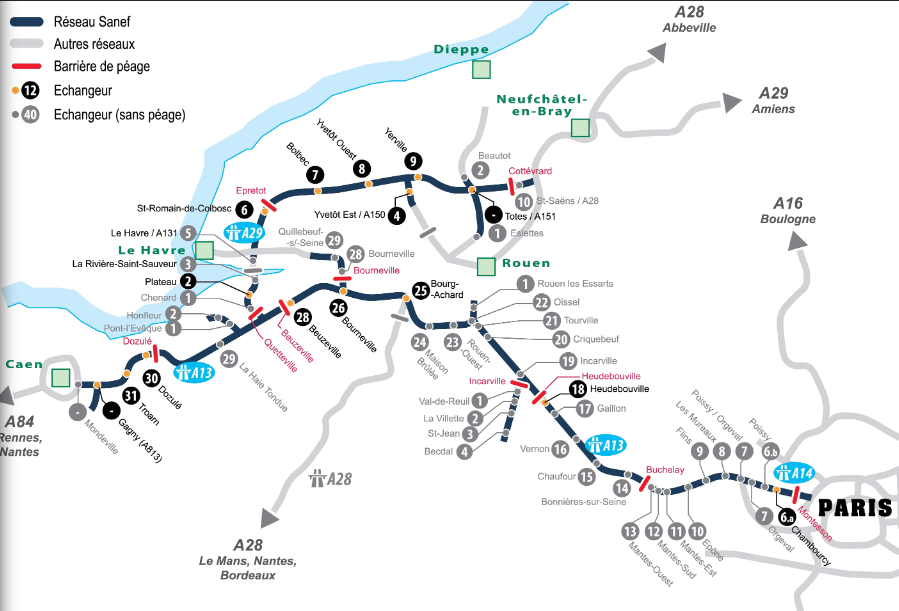 Réseau Sanef
Autres réseaux
Barrière de péage
12 Echangeur
40 Echangeur (sans péage)
A28
Abbeville
Dieppe
A29
Amiens
Neufchâtel-
en-Bray
Yvetôt Ouest
Yerville
Bolbec
7
8
9
Beautot
2
Cottévrard
Epretot
St-Romain-de-Colbosc
6
Yvetôt Est / A150
4
-
Totes / A151
10
St-Saëns / A28
1
Eslettes
A16
Boulogne
Le Havre / A131
5
A29
Quillebeuf-
-s/-Seine
29
28
Bourneville
Le Havre
La Rivière-Saint-Sauveur
3
Bourneville
Rouen
Plateau
2
Chenard
1
25
Bourg-
-Achard
1
Rouen les Essarts
22
Oissel
21
Tourville
20
Criquebeuf
Honfleur
2
Pont-l'Evêque
1
28
Beuzeville
Beuzeville
26
Bourneville
Quetteville
24
Maison
Brûlée
23
Rouen
Ouest
Dozulé
29
La Haie Tondue
A13
19
Incarville
Incarville
Heudebouville
18
Heudebouville
17
Gaillon
Caen
30
Dozulé
31
Troarn
-
Gagny (A813)
-
Mondeville
Val-de-Reuil
1
La Villette
2
St-Jean
3
Becdal
4
A84
Rennes,
Nantes
A28
Vernon
16
A13
Chaufour
15
14
Bonnières-sur-Seine
Buchelay
Flins
Les Mureaux
Poissy / Orgeval
Poissy
9
8
7
6.b
A14
PARIS
Montesson
6.a
Chambourcy
7
Orgeval
13
Mantes-Ouest
12
Mantes-Sud
11
Mantes-Est
10
Epône
A28
Le Mans, Nantes,
Bordeaux